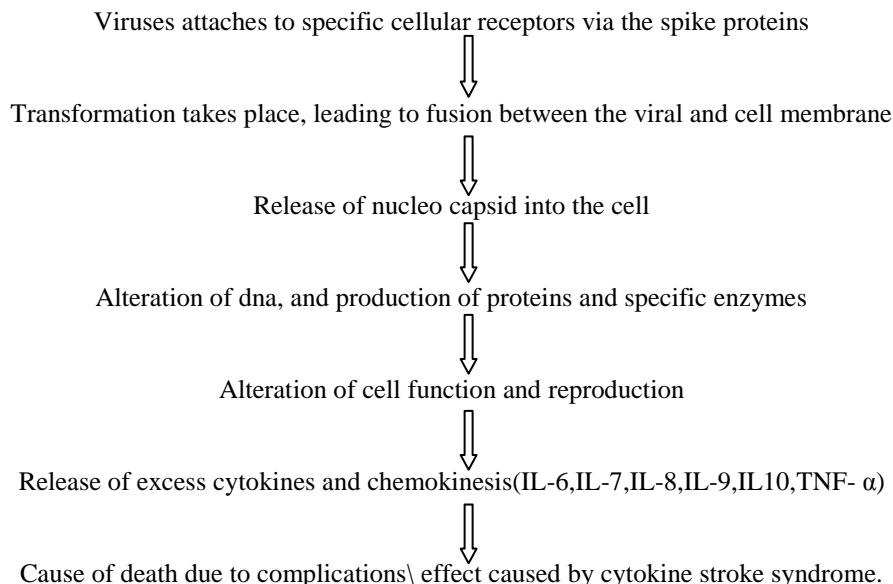 Viruses attaches to specific cellular receptors via the spike proteins
Transformation takes place, leading to fusion between the viral and cell membrane
Release of nucleo capsid into the cell
Alteration of dna, and production of proteins and specific enzymes
Alteration of cell function and reproduction
Release of excess cytokines and chemokinesis(IL-6,IL-7,IL-8,IL-9,IL10,TNF- α)
Cause of death due to complications\ effect caused by cytokine stroke syndrome.